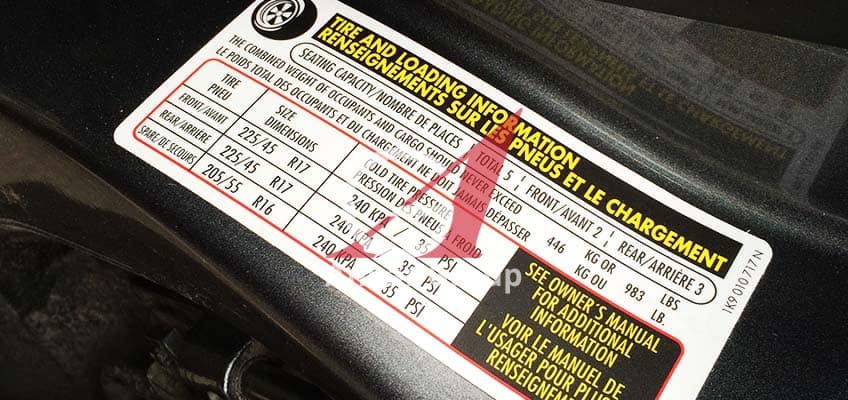 TIRE AND LOADING INFORMATION
RENSEIGNEMENTS SUR LES PNEUS ET LE CHARGEMENT
SEATING CAPACITY/NOMBRE DE PLACES TOTAL 5 FRONT/AVANT 2 REAR/ARRIÈRE 3
THE COMBINED WEIGHT OF OCCUPANTS AND CARGO SHOULD NEVER EXCEED 446 KG OR 983 LBS
LE POIDS TOTAL DES OCCUPANTS ET DU CHARGEMENT NE DOIT JAMAIS DÉPASSER KG OU LB.
TIRE SIZE COLD TIRE PRESSURE
PNEU DIMENSIONS PRESSION DES PNEUS À FROID
FRONT/AVANT 225/45 R17 240 KPA / 35 PSI
REAR/ARRIÈRE 225/45 R17 240 KPA 35 PSI
SPARE/DE SECOURS 205/55 R16 240 KPA 35 PSI
SEE OWNER'S MANUAL
FOR ADDITIONAL
INFORMATION
VOIR LE MANUEL DE
L'USAGER POUR PLUS
RENSEIGNEMEN
1K9 010 717 N